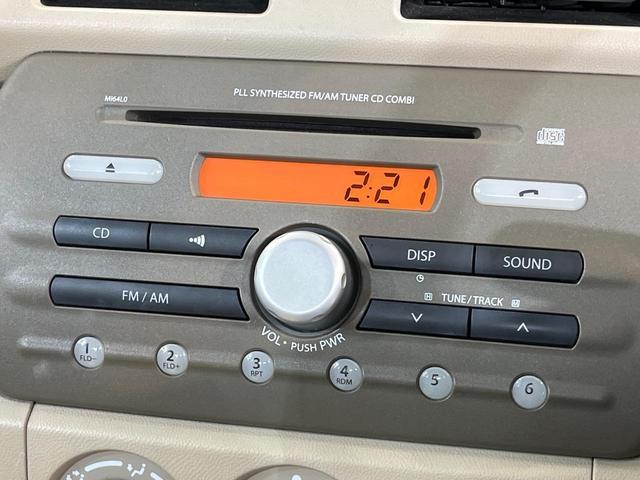 MI64L0
PLL SYNTHESIZED FM/AM TUNER CD COMBI
disc
2:21
CD
DISP
SOUND
FM / AM
H TUNE / TRACK M
VOL • PUSH PWR
1
FLD-
2
FLD+
3
RPT
4
RDM
5
6